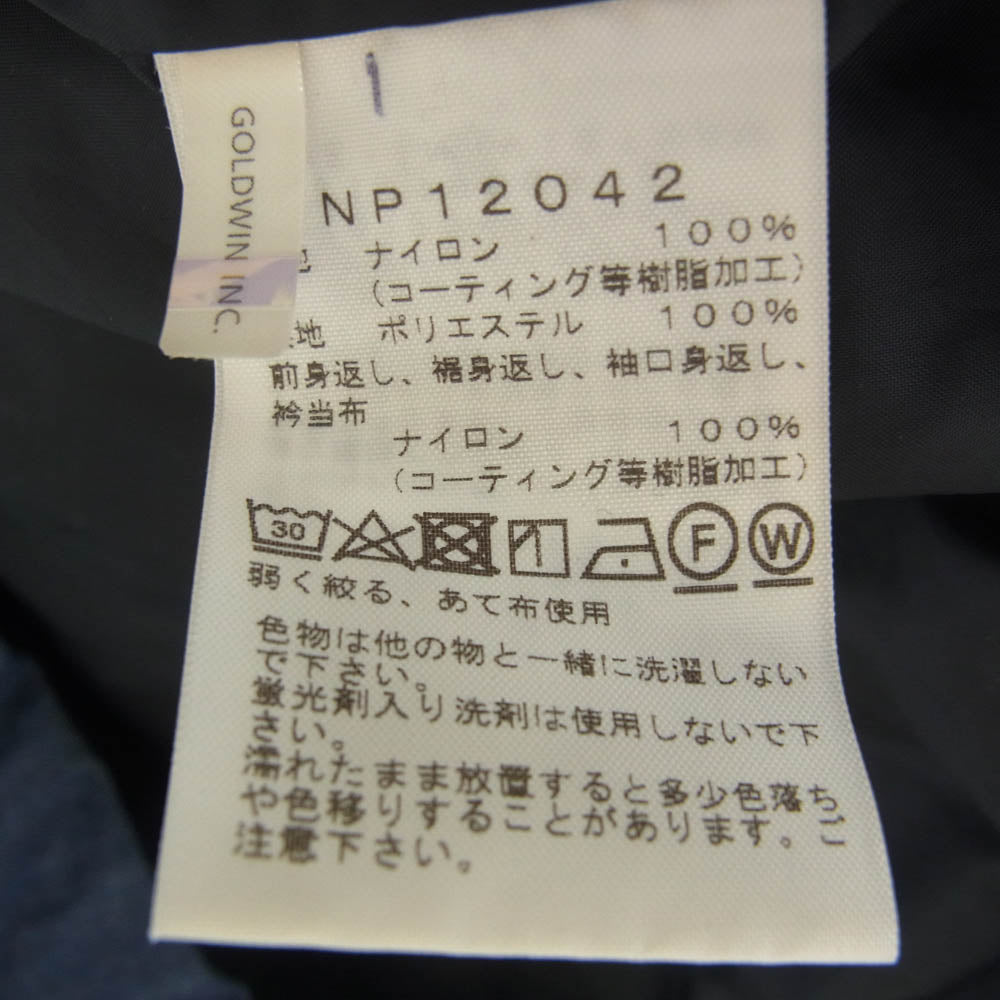 GOLDWIN INC.
NP12042
ナイロン 100%
(コーティング等樹脂加工)
地 ポリエステル 100%
前身返し、裾身返し、袖口身返し、
衿当布
ナイロン 100%
(コーティング等樹脂加工)
30 F W
弱く絞る、あて布使用
色物は他の物と一緒に洗濯しない
で下さい。
蛍光剤入り洗剤は使用しないで下
さい。
濡れたまま放置すると多少色落ち
や色移りすることがあります。ご
注意下さい。